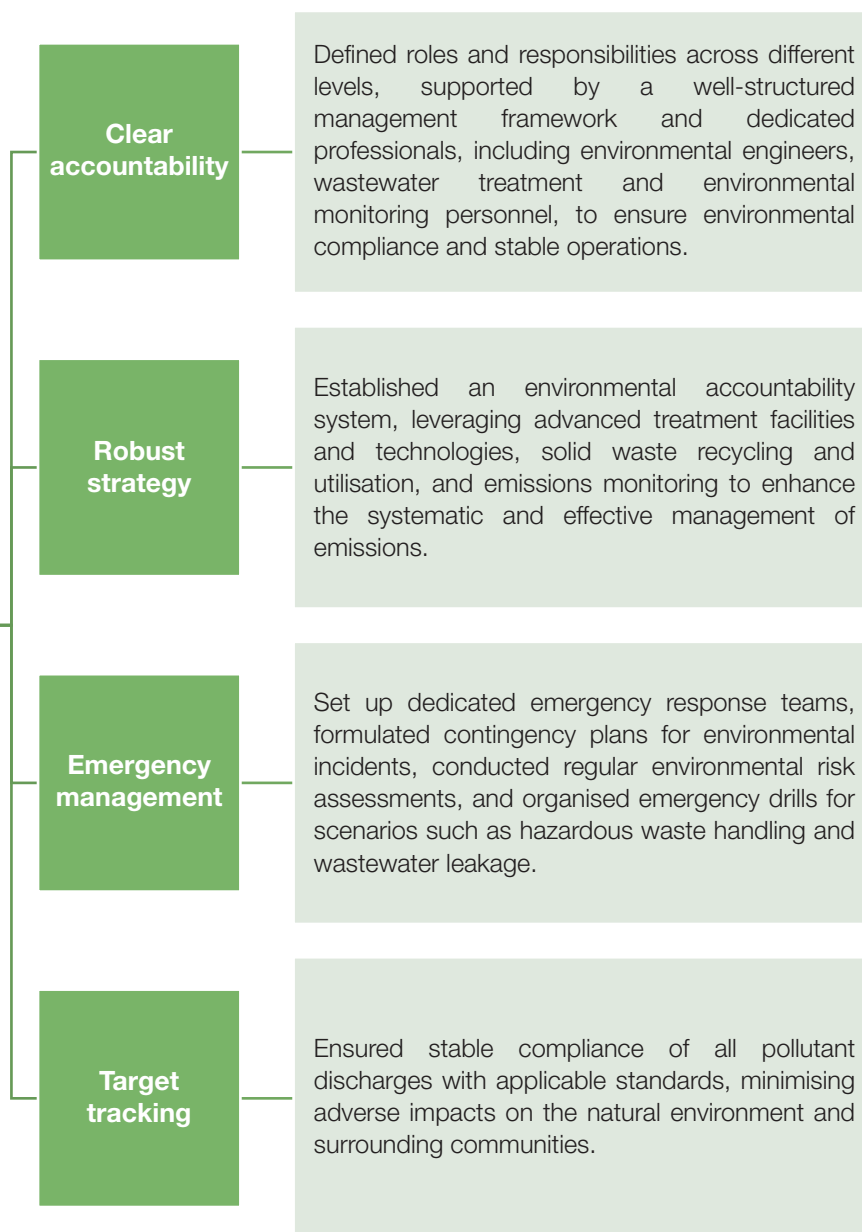 Clear
accountability
Defined roles and responsibilities across different
levels, supported by a well-structured
management framework and dedicated
professionals, including environmental engineers,
wastewater treatment and environmental
monitoring personnel, to ensure environmental
compliance and stable operations.
Robust
strategy
Established an environmental accountability
system, leveraging advanced treatment facilities
and technologies, solid waste recycling and
utilisation, and emissions monitoring to enhance
the systematic and effective management of
emissions.
Emergency
management
Set up dedicated emergency response teams,
formulated contingency plans for environmental
incidents, conducted regular environmental risk
assessments, and organised emergency drills for
scenarios such as hazardous waste handling and
wastewater leakage.
Target
tracking
Ensured stable compliance of all pollutant
discharges with applicable standards, minimising
adverse impacts on the natural environment and
surrounding communities.